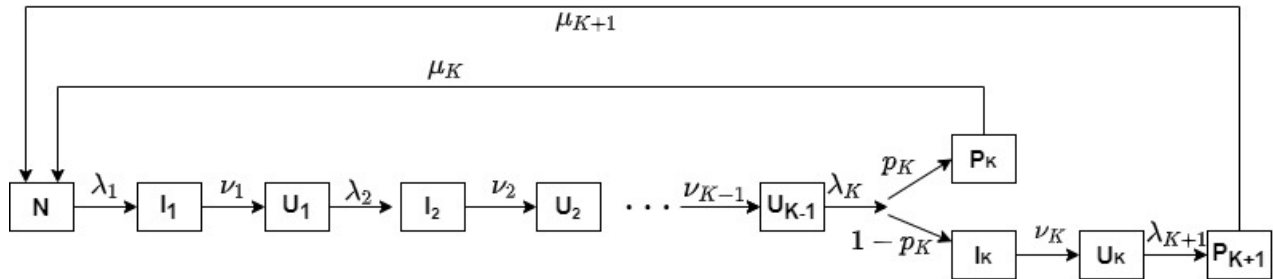 μ_{K+1}
μ_K
p_K P_K
N λ_1 I_1 ν_1 U_1 λ_2 I_2 ν_2 U_2 ··· ν_{K−1} U_{K-1} λ_K
1 − p_K I_K ν_K U_K λ_{K+1} P_{K+1}